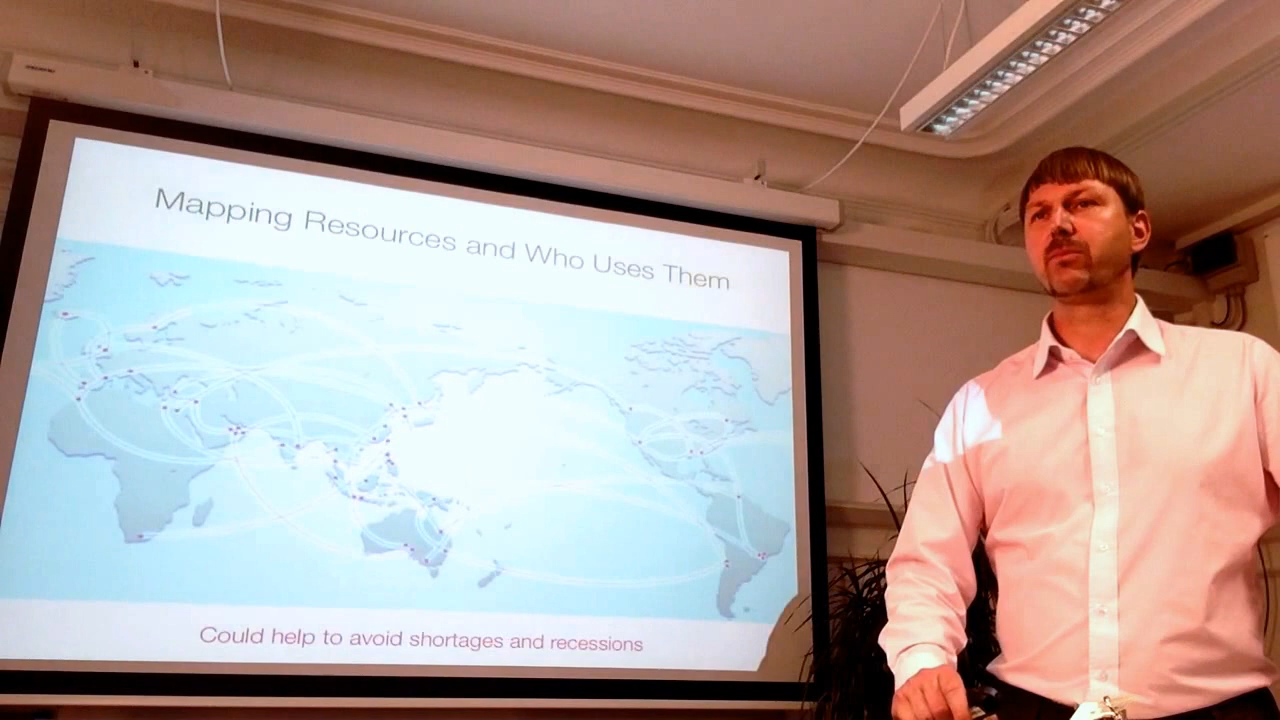 Mapping Resources and Who Uses Them
Could help to avoid shortages and recessions